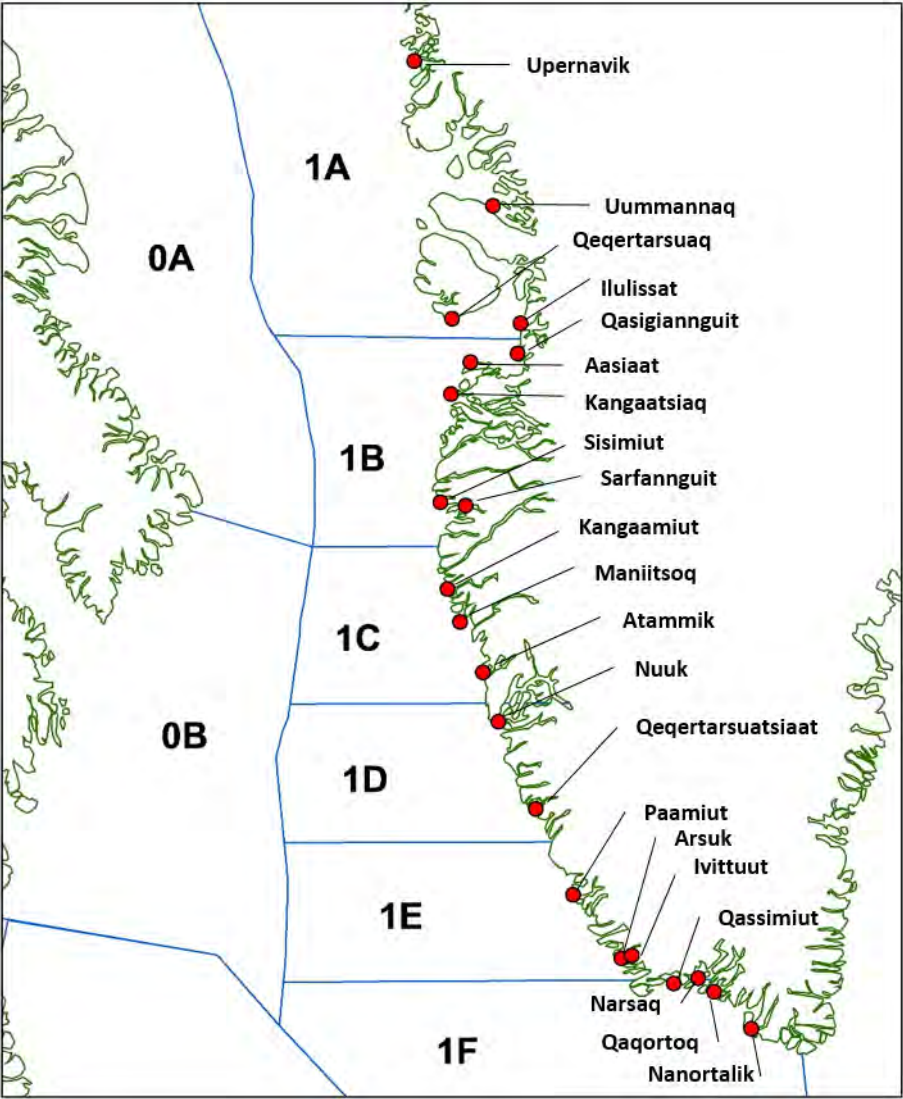 Upernavik
1A
Uummannaq
Qeqertarsuaq
0A
Ilulissat
Qasigiannguit
Aasiaat
Kangaatsiaq
Sisimiut
1B
Sarfannguit
Kangaamiut
Maniitsoq
Atammik
1C
Nuuk
Qeqertarsuatsiaat
0B
1D
Paamiut
Arsuk
Ivittuut
1E
Qassimiut
Narsaq
Qaqortoq
1F
Nanortalik